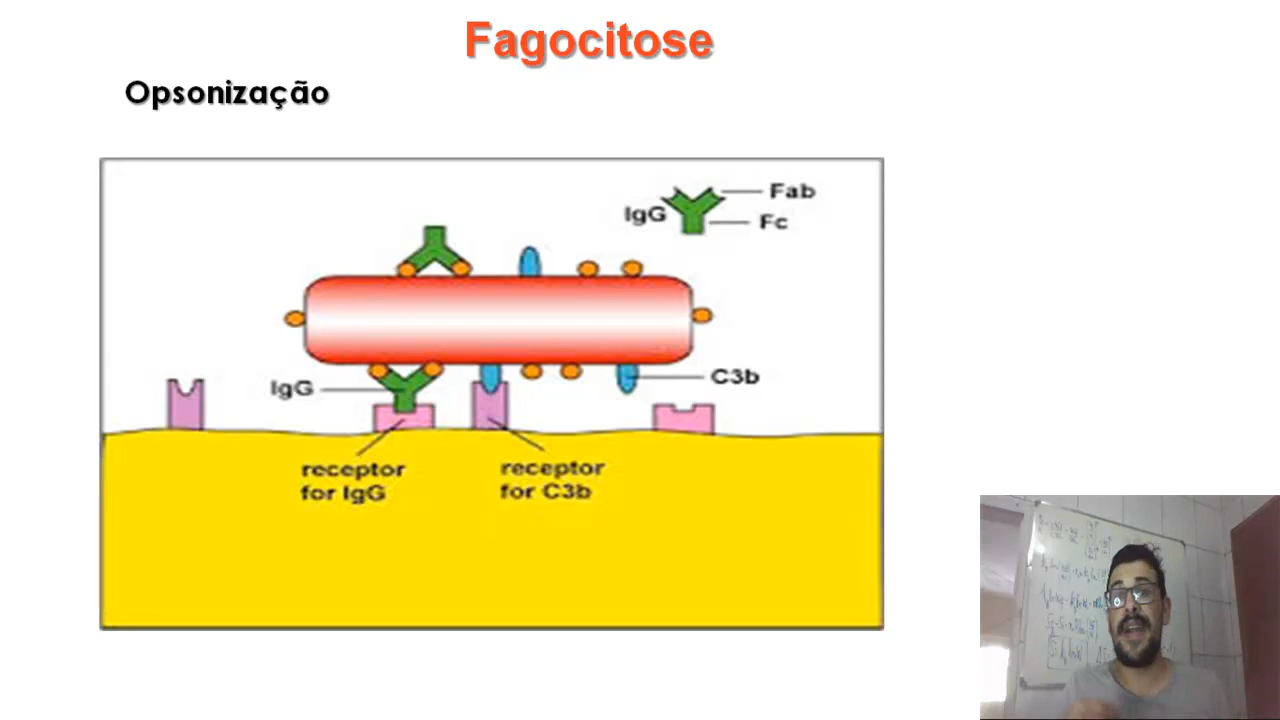 Fagocitose
Opsonização
Fab
IgG
Fc
IgG
C3b
receptor
for IgG
receptor
for C3b